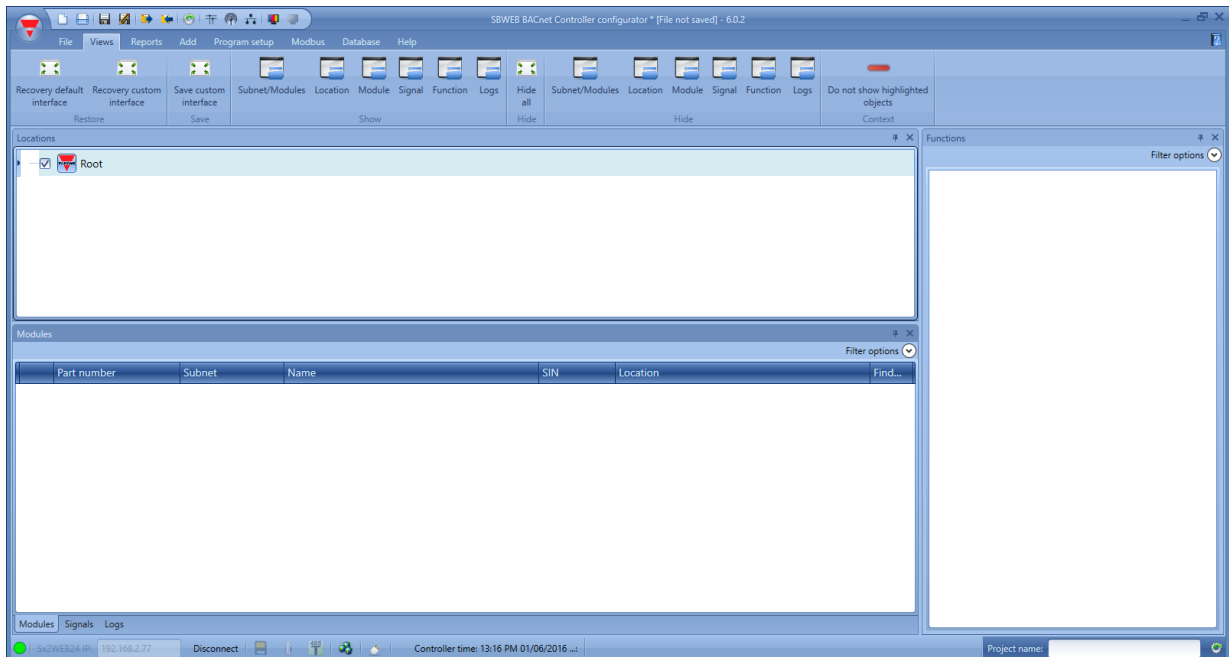 SBWEB BACnet Controller configurator * [File not saved] - 6.0.2
File Views Reports Add Program setup Modbus Database Help
Recovery default interface Recovery custom interface Save custom interface Subnet/Modules Location Module Signal Function Logs Hide all Subnet/Modules Location Module Signal Function Logs Do not show highlighted objects
Restore Save Show Hide Hide Context
Locations Functions
Filter options
Root
Modules
Filter options
Part number Subnet Name SIN Location Find...
Modules Signals Logs
Sx2WEB24 IP: 192.168.2.77 Disconnect Controller time: 13:16 PM 01/06/2016 ...: Project name: